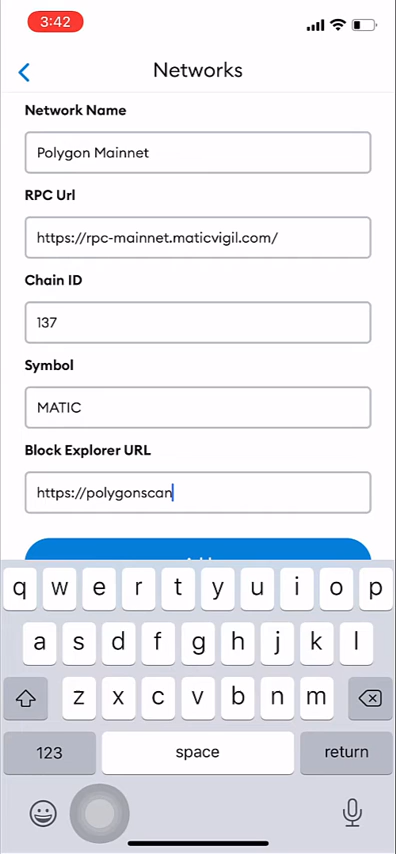 3:42
Networks
Network Name
Polygon Mainnet
RPC Url
https://rpc-mainnet.maticvigil.com/
Chain ID
137
Symbol
MATIC
Block Explorer URL
https://polygonscan
q w e r t y u i o p
a s d f g h j k l
z x c v b n m
123 space return